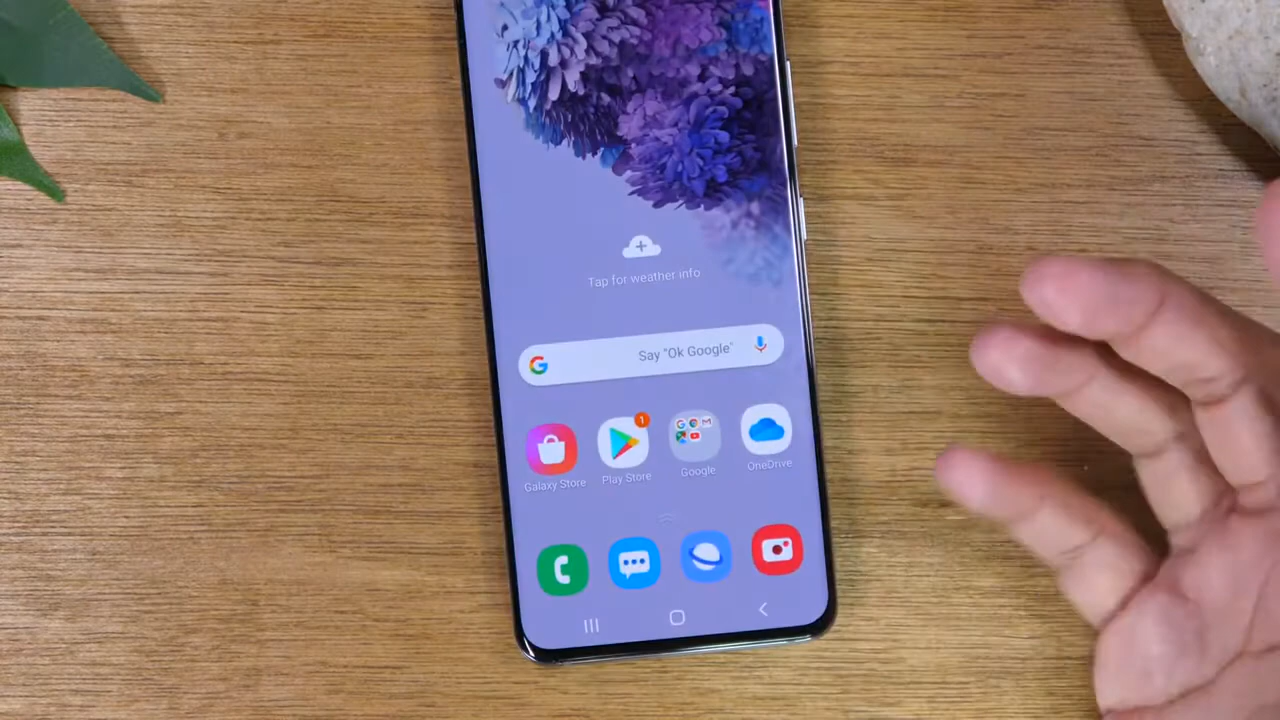 Tap for weather info
G
Say "Ok Google"
1
Galaxy Store
Play Store
Google
OneDrive